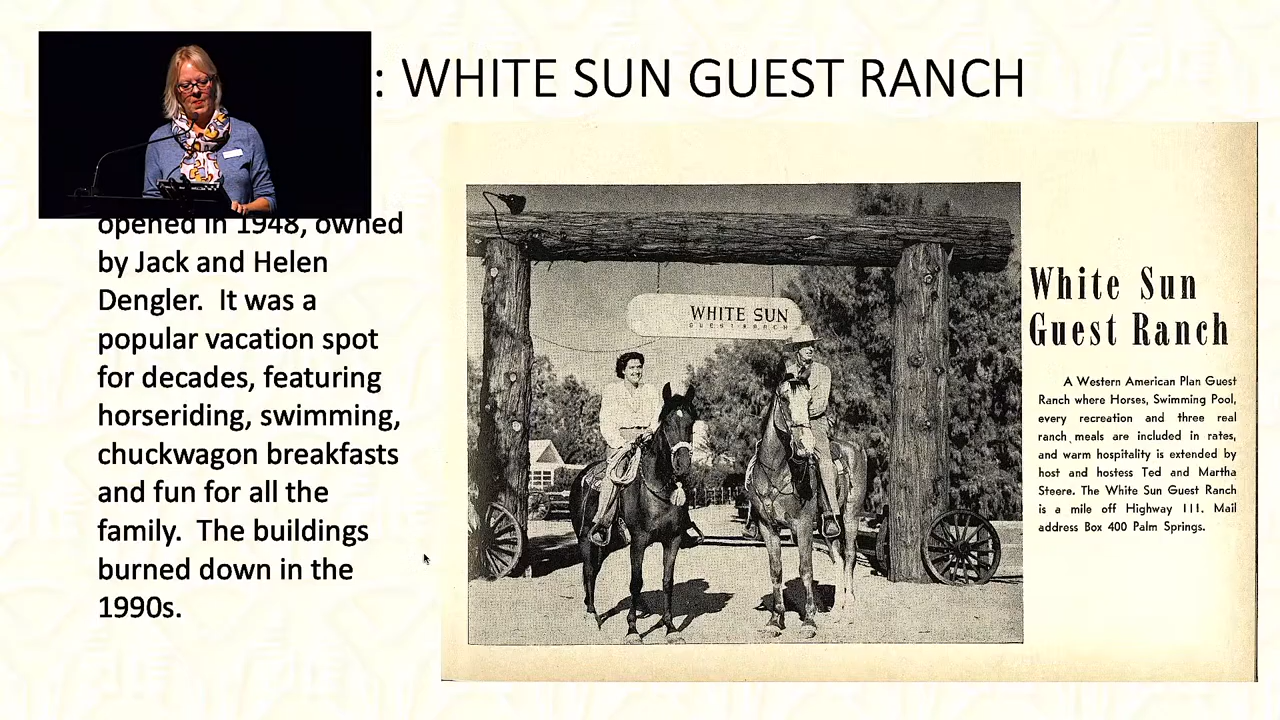 : WHITE SUN GUEST RANCH
opened in 1948, owned
by Jack and Helen
Dengler. It was a
popular vacation spot
for decades, featuring
horseriding, swimming,
chuckwagon breakfasts
and fun for all the
family. The buildings
burned down in the
1990s.
WHITE SUN
GUEST RANCH
White Sun
Guest Ranch
A Western American Plan Guest
Ranch where Horses, Swimming Pool,
every recreation and three real
ranch meals are included in rates,
and warm hospitality is extended by
host and hostess Ted and Martha
Steere. The White Sun Guest Ranch
is a mile off Highway 111. Mail
address Box 400 Palm Springs.